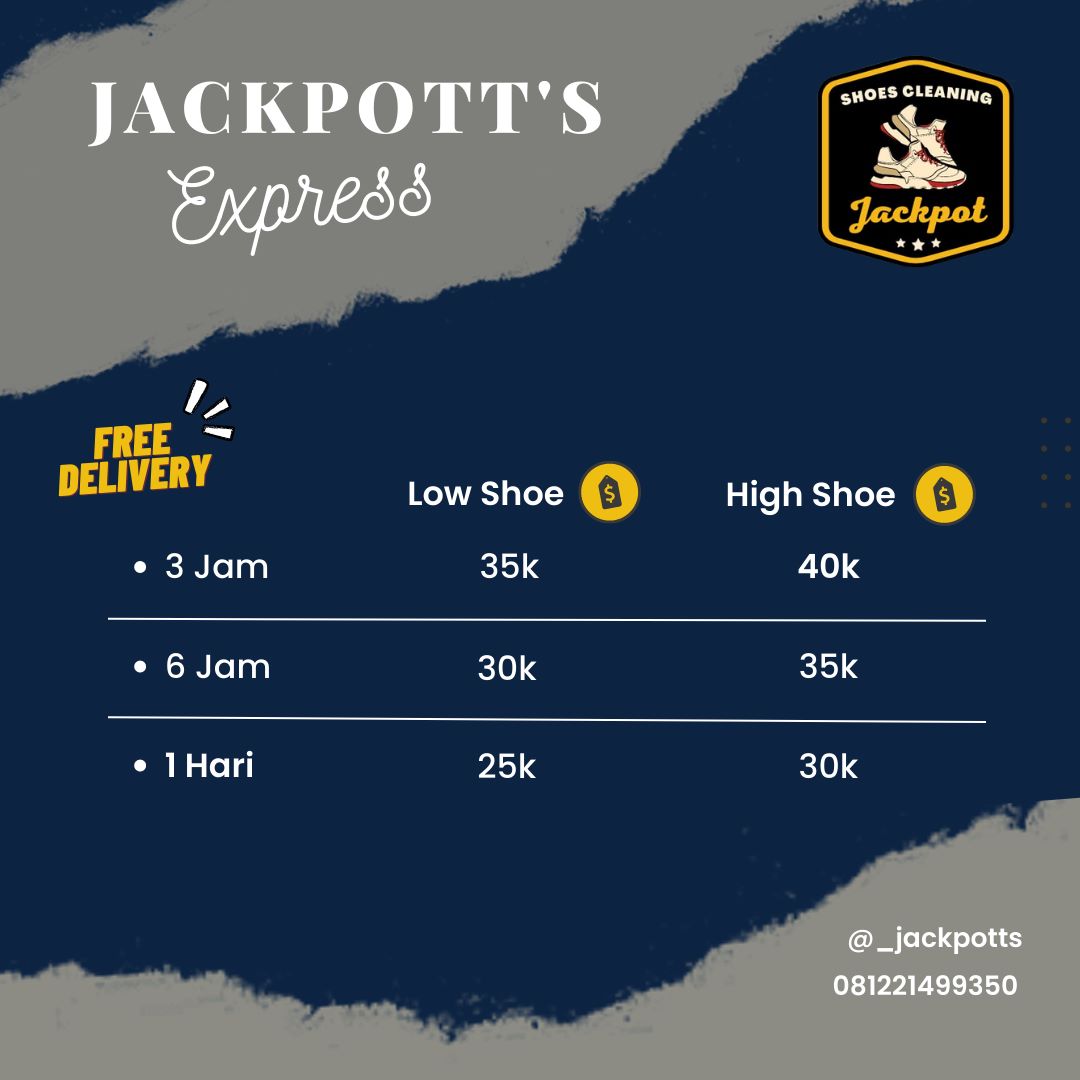 JACKPOTT'S
Express
SHOES CLEANING
Jackpot
FREE
DELIVERY
Low Shoe $ High Shoe $
• 3 Jam 35k 40k
• 6 Jam 30k 35k
• 1 Hari 25k 30k
@_jackpotts
081221499350